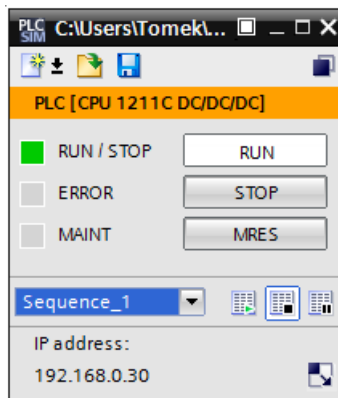 PLC SIM C:\Users\Tomek\...
PLC [CPU 1211C DC/DC/DC]
RUN / STOP RUN
ERROR STOP
MAINT MRES
Sequence_1
IP address:
192.168.0.30